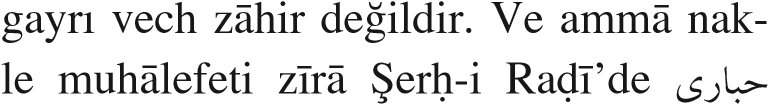 gayrı vech zāhir değildir. Ve ammā nak-
le muhālefeti zīrā Şerḥ-i Raḍī’de حبارى